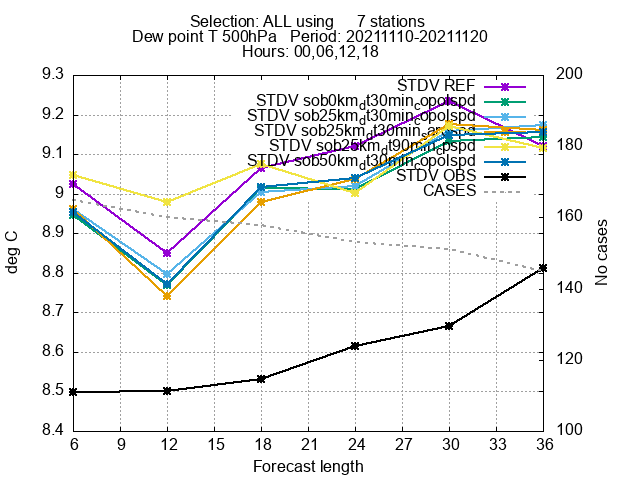 Selection: ALL using     7 stations
Dew point T 500hPa   Period: 20211110-20211120
Hours: 00,06,12,18
9.3
9.2
9.1
9
8.9
8.8
8.7
8.6
8.5
8.4
deg C
200
180
160
140
120
100
No cases
STDV REF
STDV sob0km_dt30min_copolspd
STDV sob25km_dt30min_copolspd
STDV sob25km_dt30min_
STDV sob25km_dt90min_
STDV sob50km_dt30min_copolspd
STDV OBS
CASES
6 9 12 15 18 21 24 27 30 33 36
Forecast length